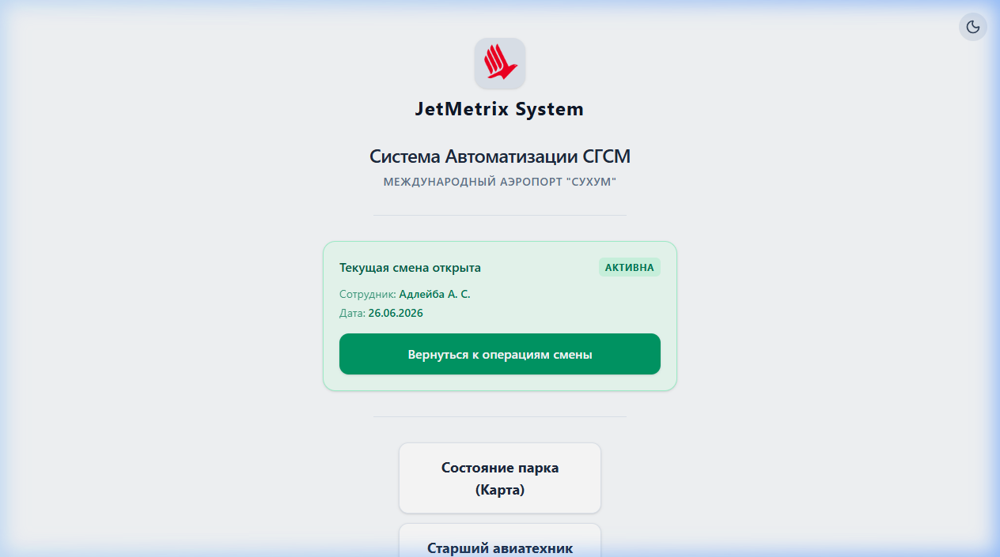 JetMetrix System
Система Автоматизации СГСМ
МЕЖДУНАРОДНЫЙ АЭРОПОРТ "СУХУМ"
Текущая смена открыта
АКТИВНА
Сотрудник: Адлейба А. С.
Дата: 26.06.2026
Вернуться к операциям смены
Состояние парка
(Карта)
Старший авиатехник